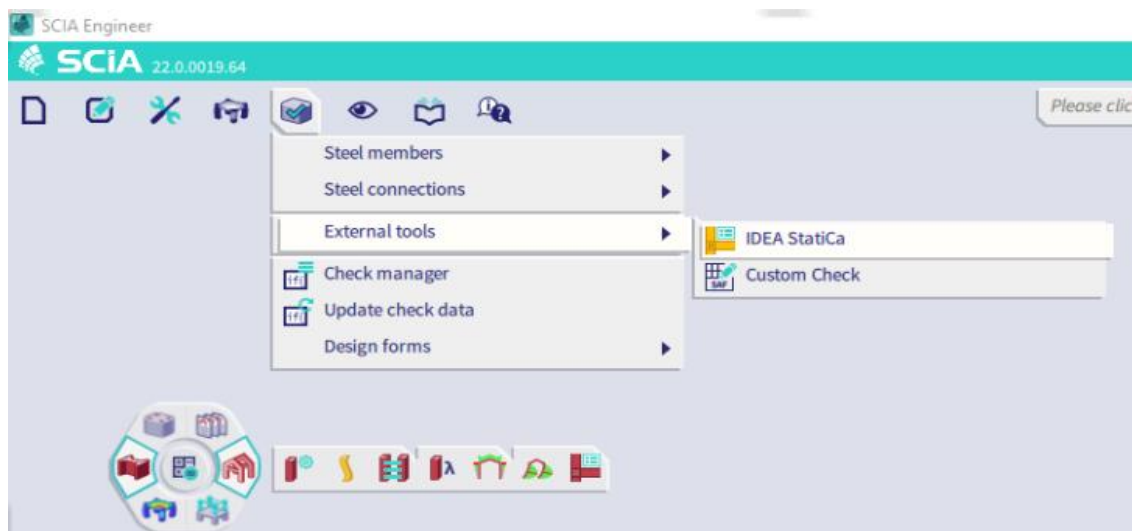 SCIA Engineer
SCiA 22.0.0019.64
Please clic
Steel members
Steel connections
External tools
IDEA StatiCa
Check manager
Custom Check
Update check data
Design forms